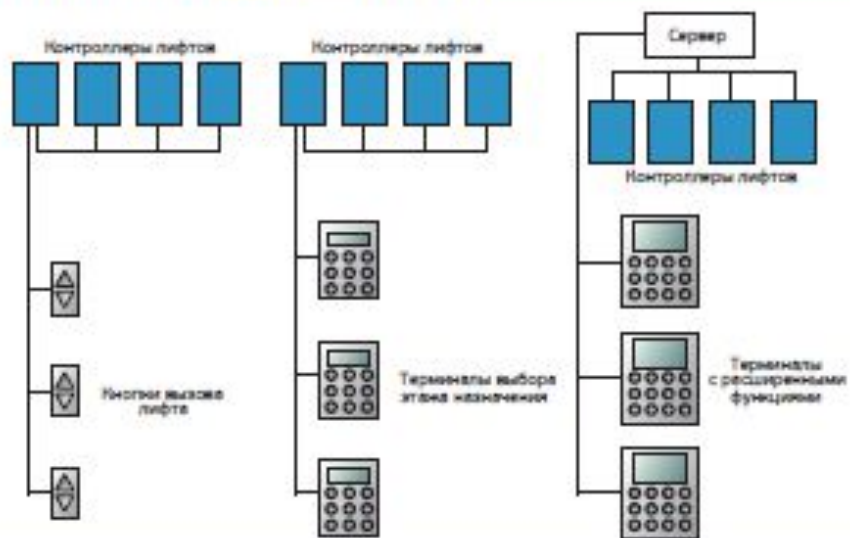 Контроллеры лифтов
Контроллеры лифтов
Сервер
Контроллеры лифтов
Кнопки вызова
лифта
Терминалы выбора
этажа назначения
Терминалы
с расширенными
функциями